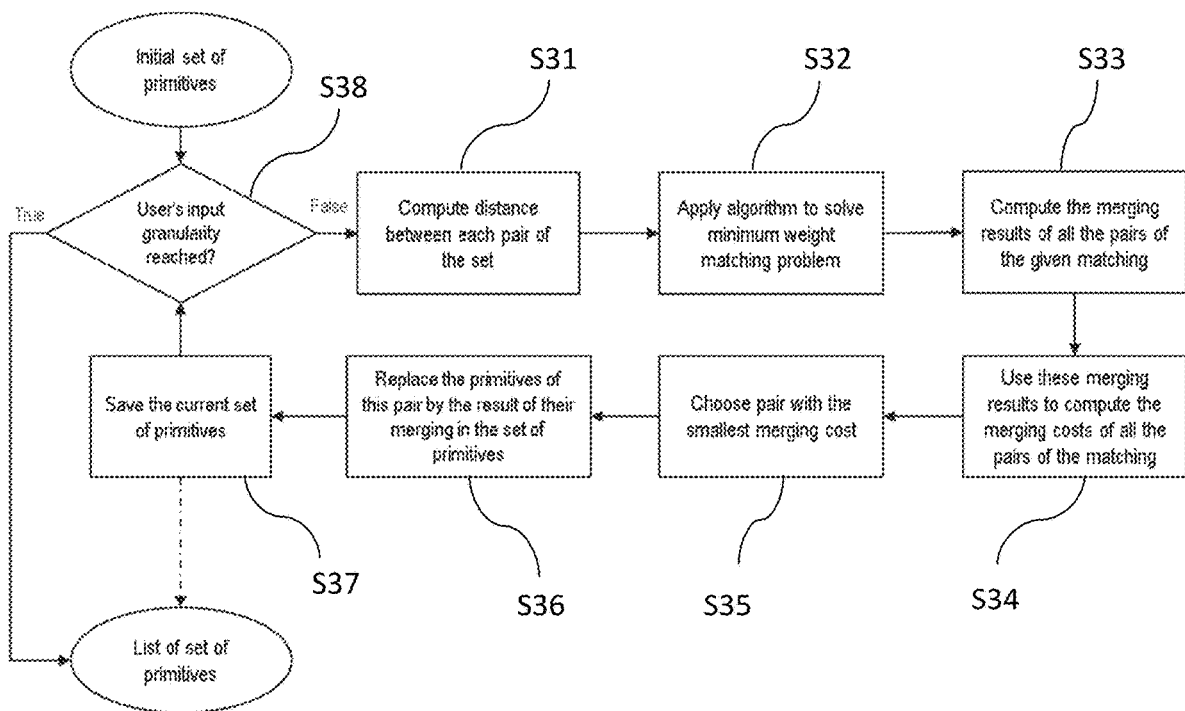 Initial set of
primitives
S38
S31
S32
S33
True
User's input
granularity
reached?
False
Compute distance
between each pair of
the set
Apply algorithm to solve
minimum weight
matching problem
Compute the merging
results of all the pairs of
the given matching
Save the current set
of primitives
Replace the primitives of
this pair by the result of their
merging in the set of
primitives
Choose pair with the
smallest merging cost
Use these merging
results to compute the
merging costs of all the
pairs of the matching
S37
S36
S35
S34
List of set of
primitives